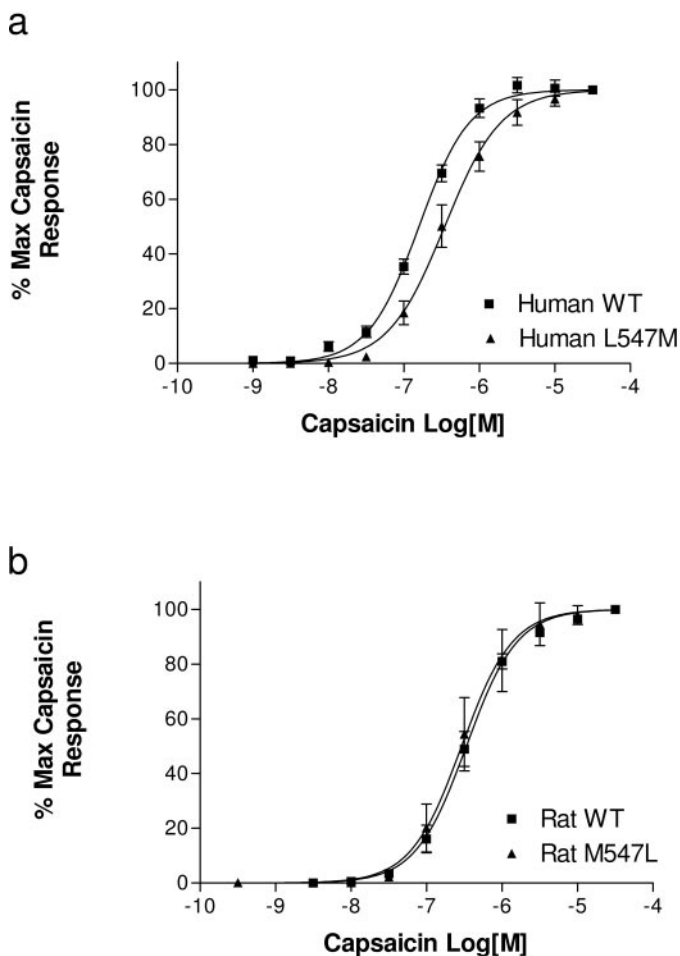 a
100
80
60
40
20
0
% Max Capsaicin
Response
Human WT
Human L547M
-10 -9 -8 -7 -6 -5 -4
Capsaicin Log[M]
b
100
80
60
40
20
0
% Max Capsaicin
Response
Rat WT
Rat M547L
-10 -9 -8 -7 -6 -5 -4
Capsaicin Log[M]